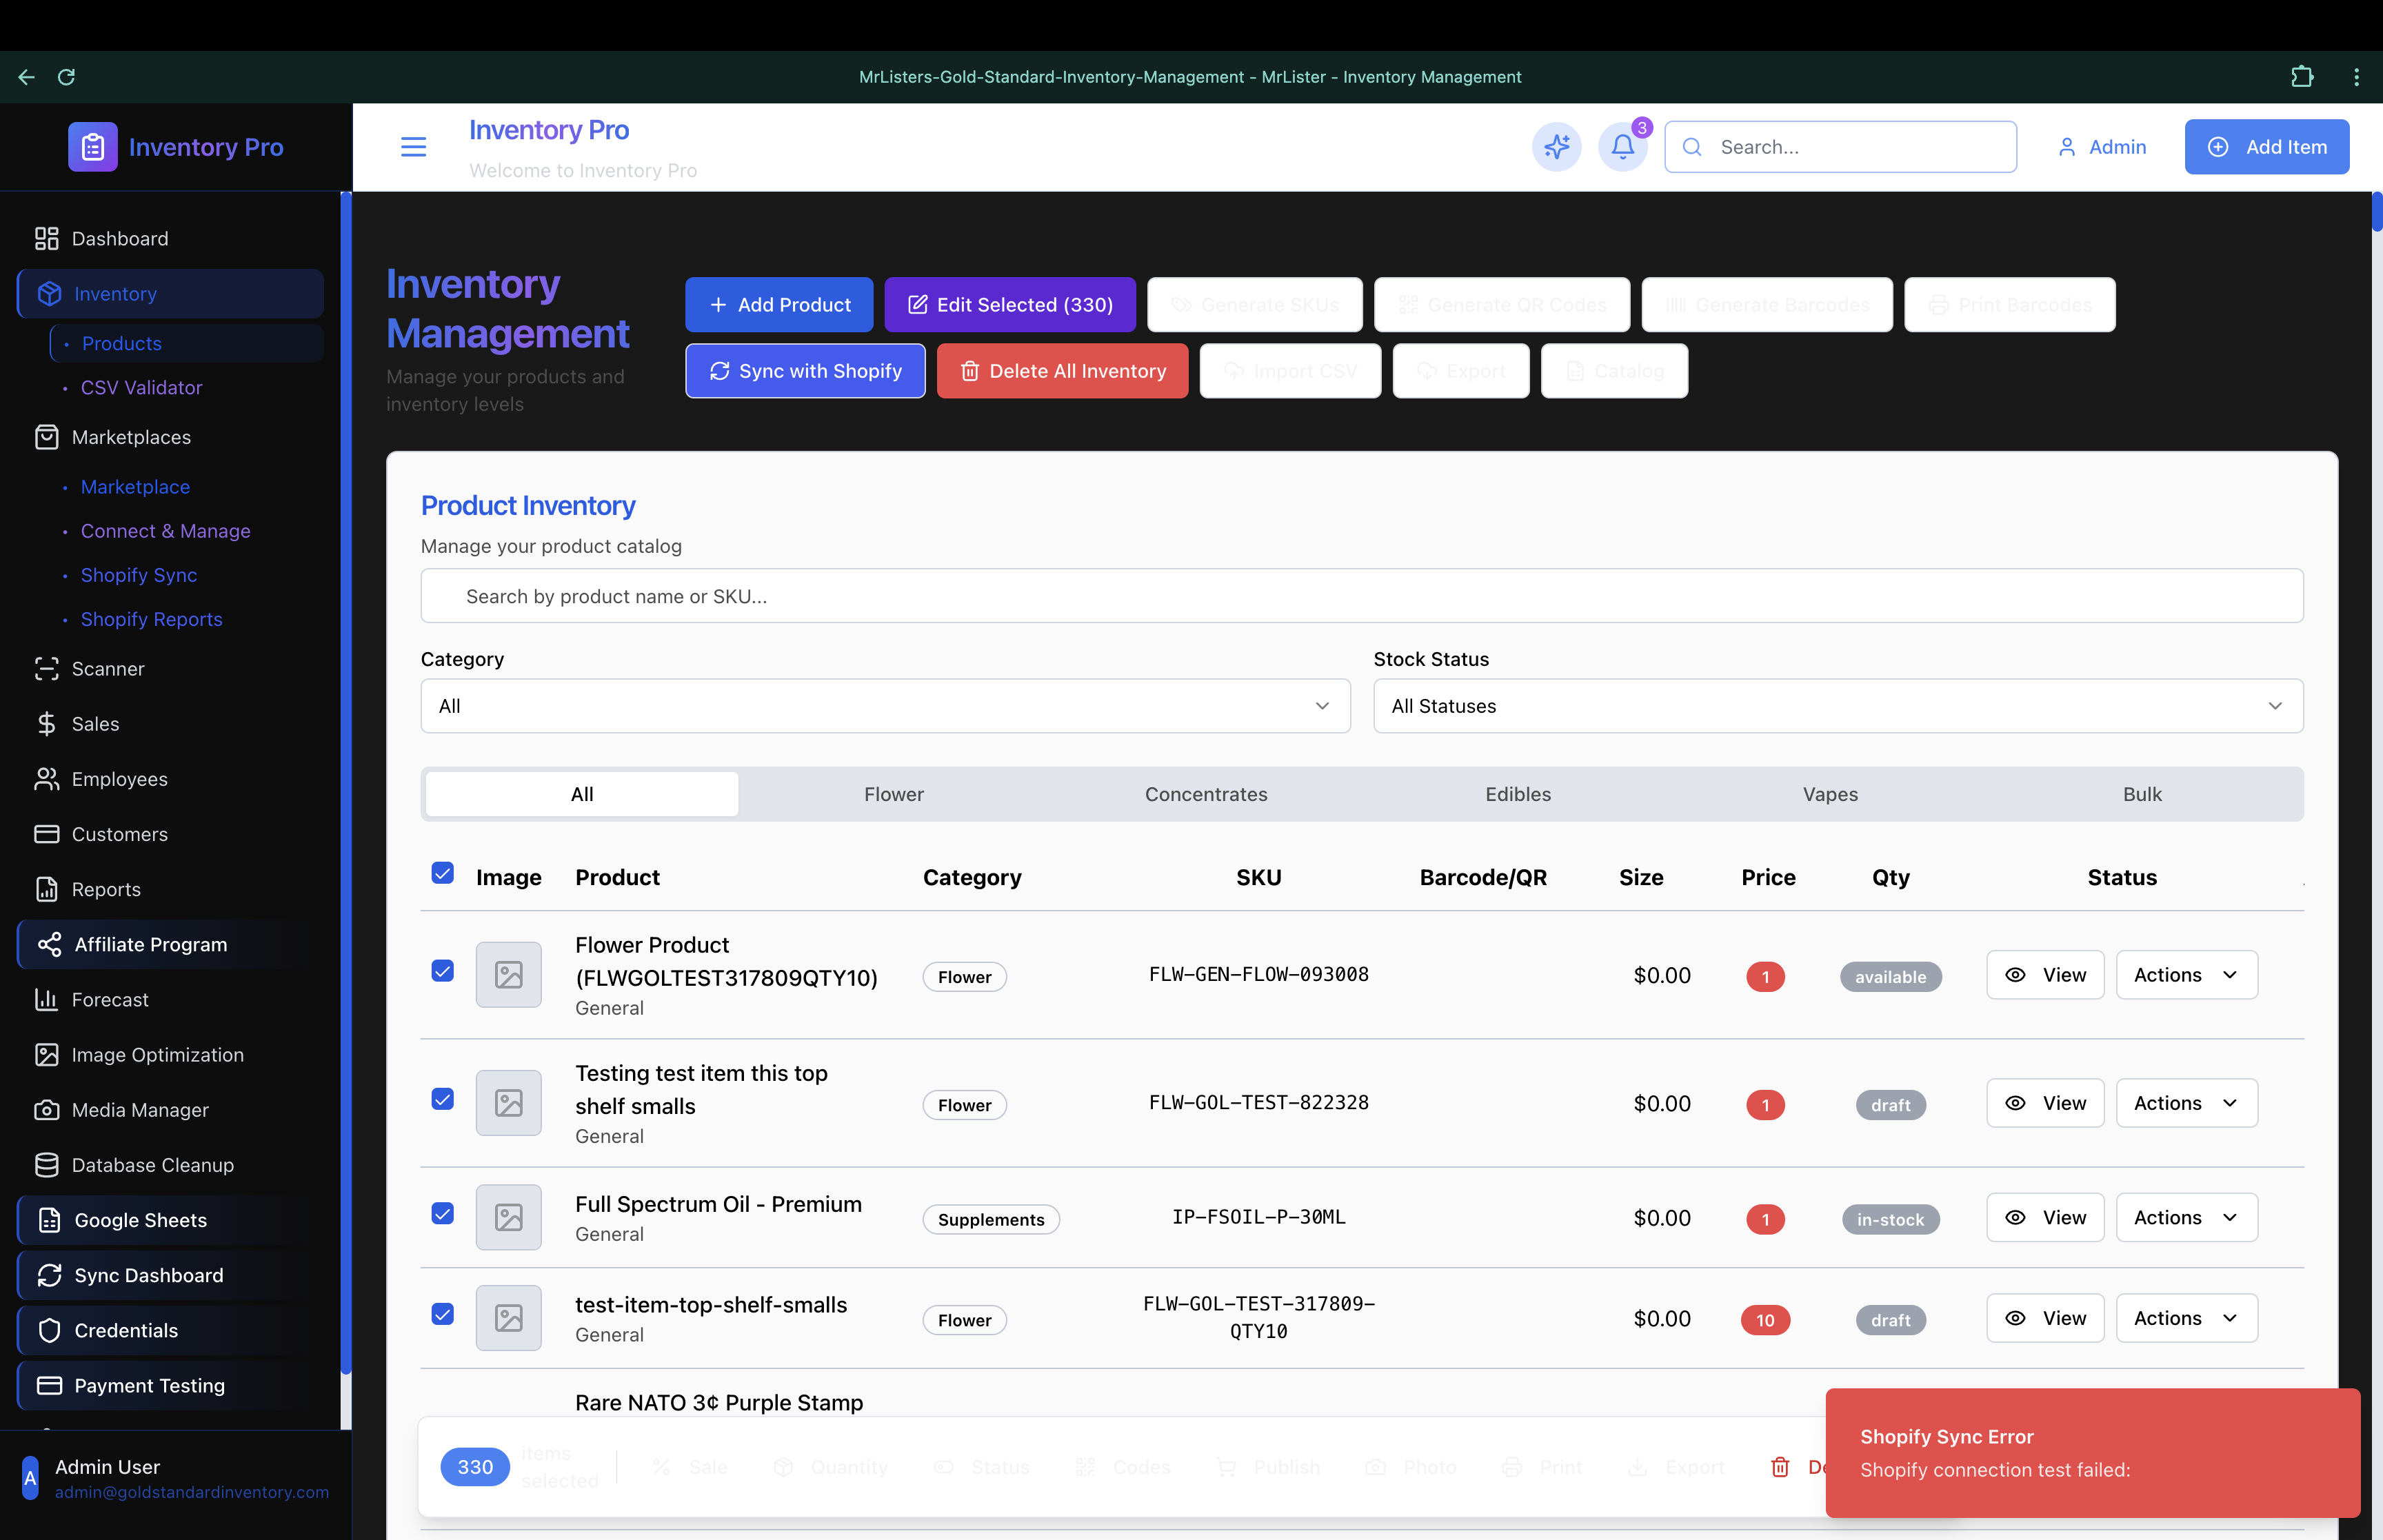 MrListers-Gold-Standard-Inventory-Management - MrLister - Inventory Management
Inventory Pro
Inventory Pro
Welcome to Inventory Pro
3
Search...
Admin
Add Item
Dashboard
Inventory
Products
CSV Validator
Marketplaces
Marketplace
Connect & Manage
Shopify Sync
Shopify Reports
Scanner
Sales
Employees
Customers
Reports
Affiliate Program
Forecast
Image Optimization
Media Manager
Database Cleanup
Google Sheets
Sync Dashboard
Credentials
Payment Testing
A
Admin User
admin@goldstandardinventory.com
Inventory
Management
Manage your products and
inventory levels
Add Product
Edit Selected (330)
Generate SKUs
Generate QR Codes
Generate Barcodes
Print Barcodes
Sync with Shopify
Delete All Inventory
Import CSV
Export
Catalog
Product Inventory
Manage your product catalog
Search by product name or SKU...
Category
Stock Status
All
All Statuses
All
Flower
Concentrates
Edibles
Vapes
Bulk
Image
Product
Category
SKU
Barcode/QR
Size
Price
Qty
Status
Flower Product
(FLWGOLTEST317809QTY10)
General
Flower
FLW-GEN-FLOW-093008
$0.00
1
available
View
Actions
Testing test item this top
shelf smalls
General
Flower
FLW-GOL-TEST-822328
$0.00
1
draft
View
Actions
Full Spectrum Oil - Premium
General
Supplements
IP-FSOIL-P-30ML
$0.00
1
in-stock
View
Actions
test-item-top-shelf-smalls
General
Flower
FLW-GOL-TEST-317809-
QTY10
$0.00
10
draft
View
Actions
Rare NATO 3¢ Purple Stamp
330
items
selected
Sale
Quantity
Status
Codes
Publish
Photo
Print
Export
Shopify Sync Error
Shopify connection test failed: